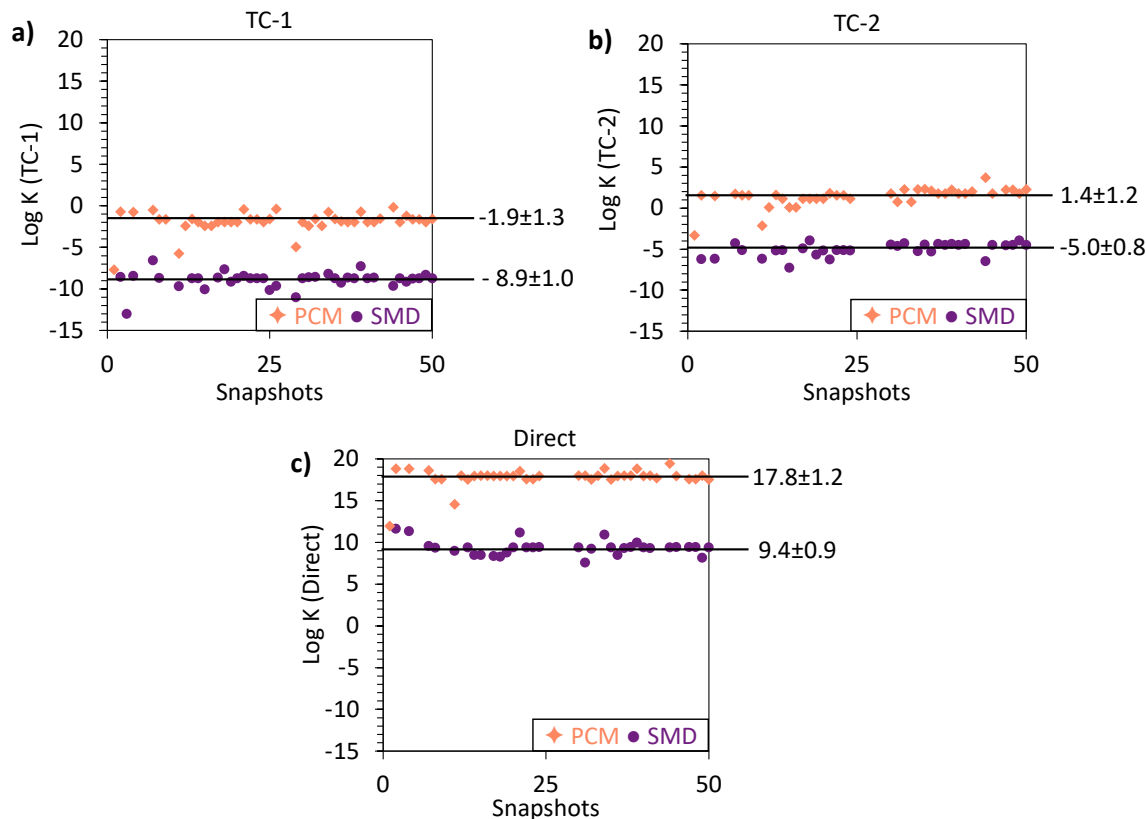 a)
TC-1
Log K (TC-1)
20
15
10
5
0
-5
-10
-15
-1.9±1.3
- 8.9±1.0
PCM SMD
0 25 50
Snapshots
b)
TC-2
Log K (TC-2)
20
15
10
5
0
-5
-10
-15
1.4±1.2
-5.0±0.8
PCM SMD
0 25 50
Snapshots
c)
Direct
Log K (Direct)
20
15
10
5
0
-5
-10
-15
17.8±1.2
9.4±0.9
PCM SMD
0 25 50
Snapshots